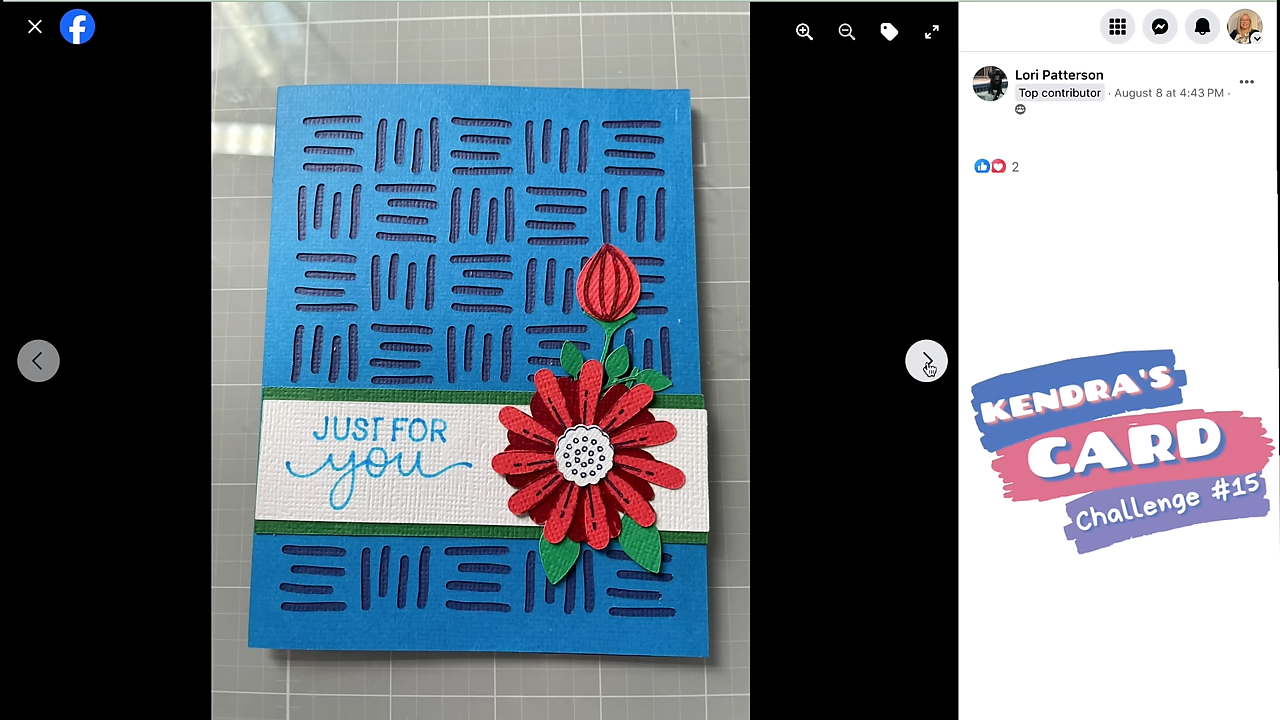 Lori Patterson
Top contributor · August 8 at 4:43 PM ·
2
JUST FOR
you
KENDRA'S
CARD
Challenge #15